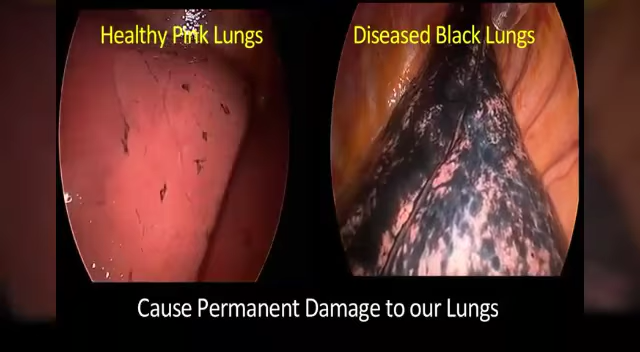 Healthy Pink Lungs
Diseased Black Lungs
Cause Permanent Damage to our Lungs